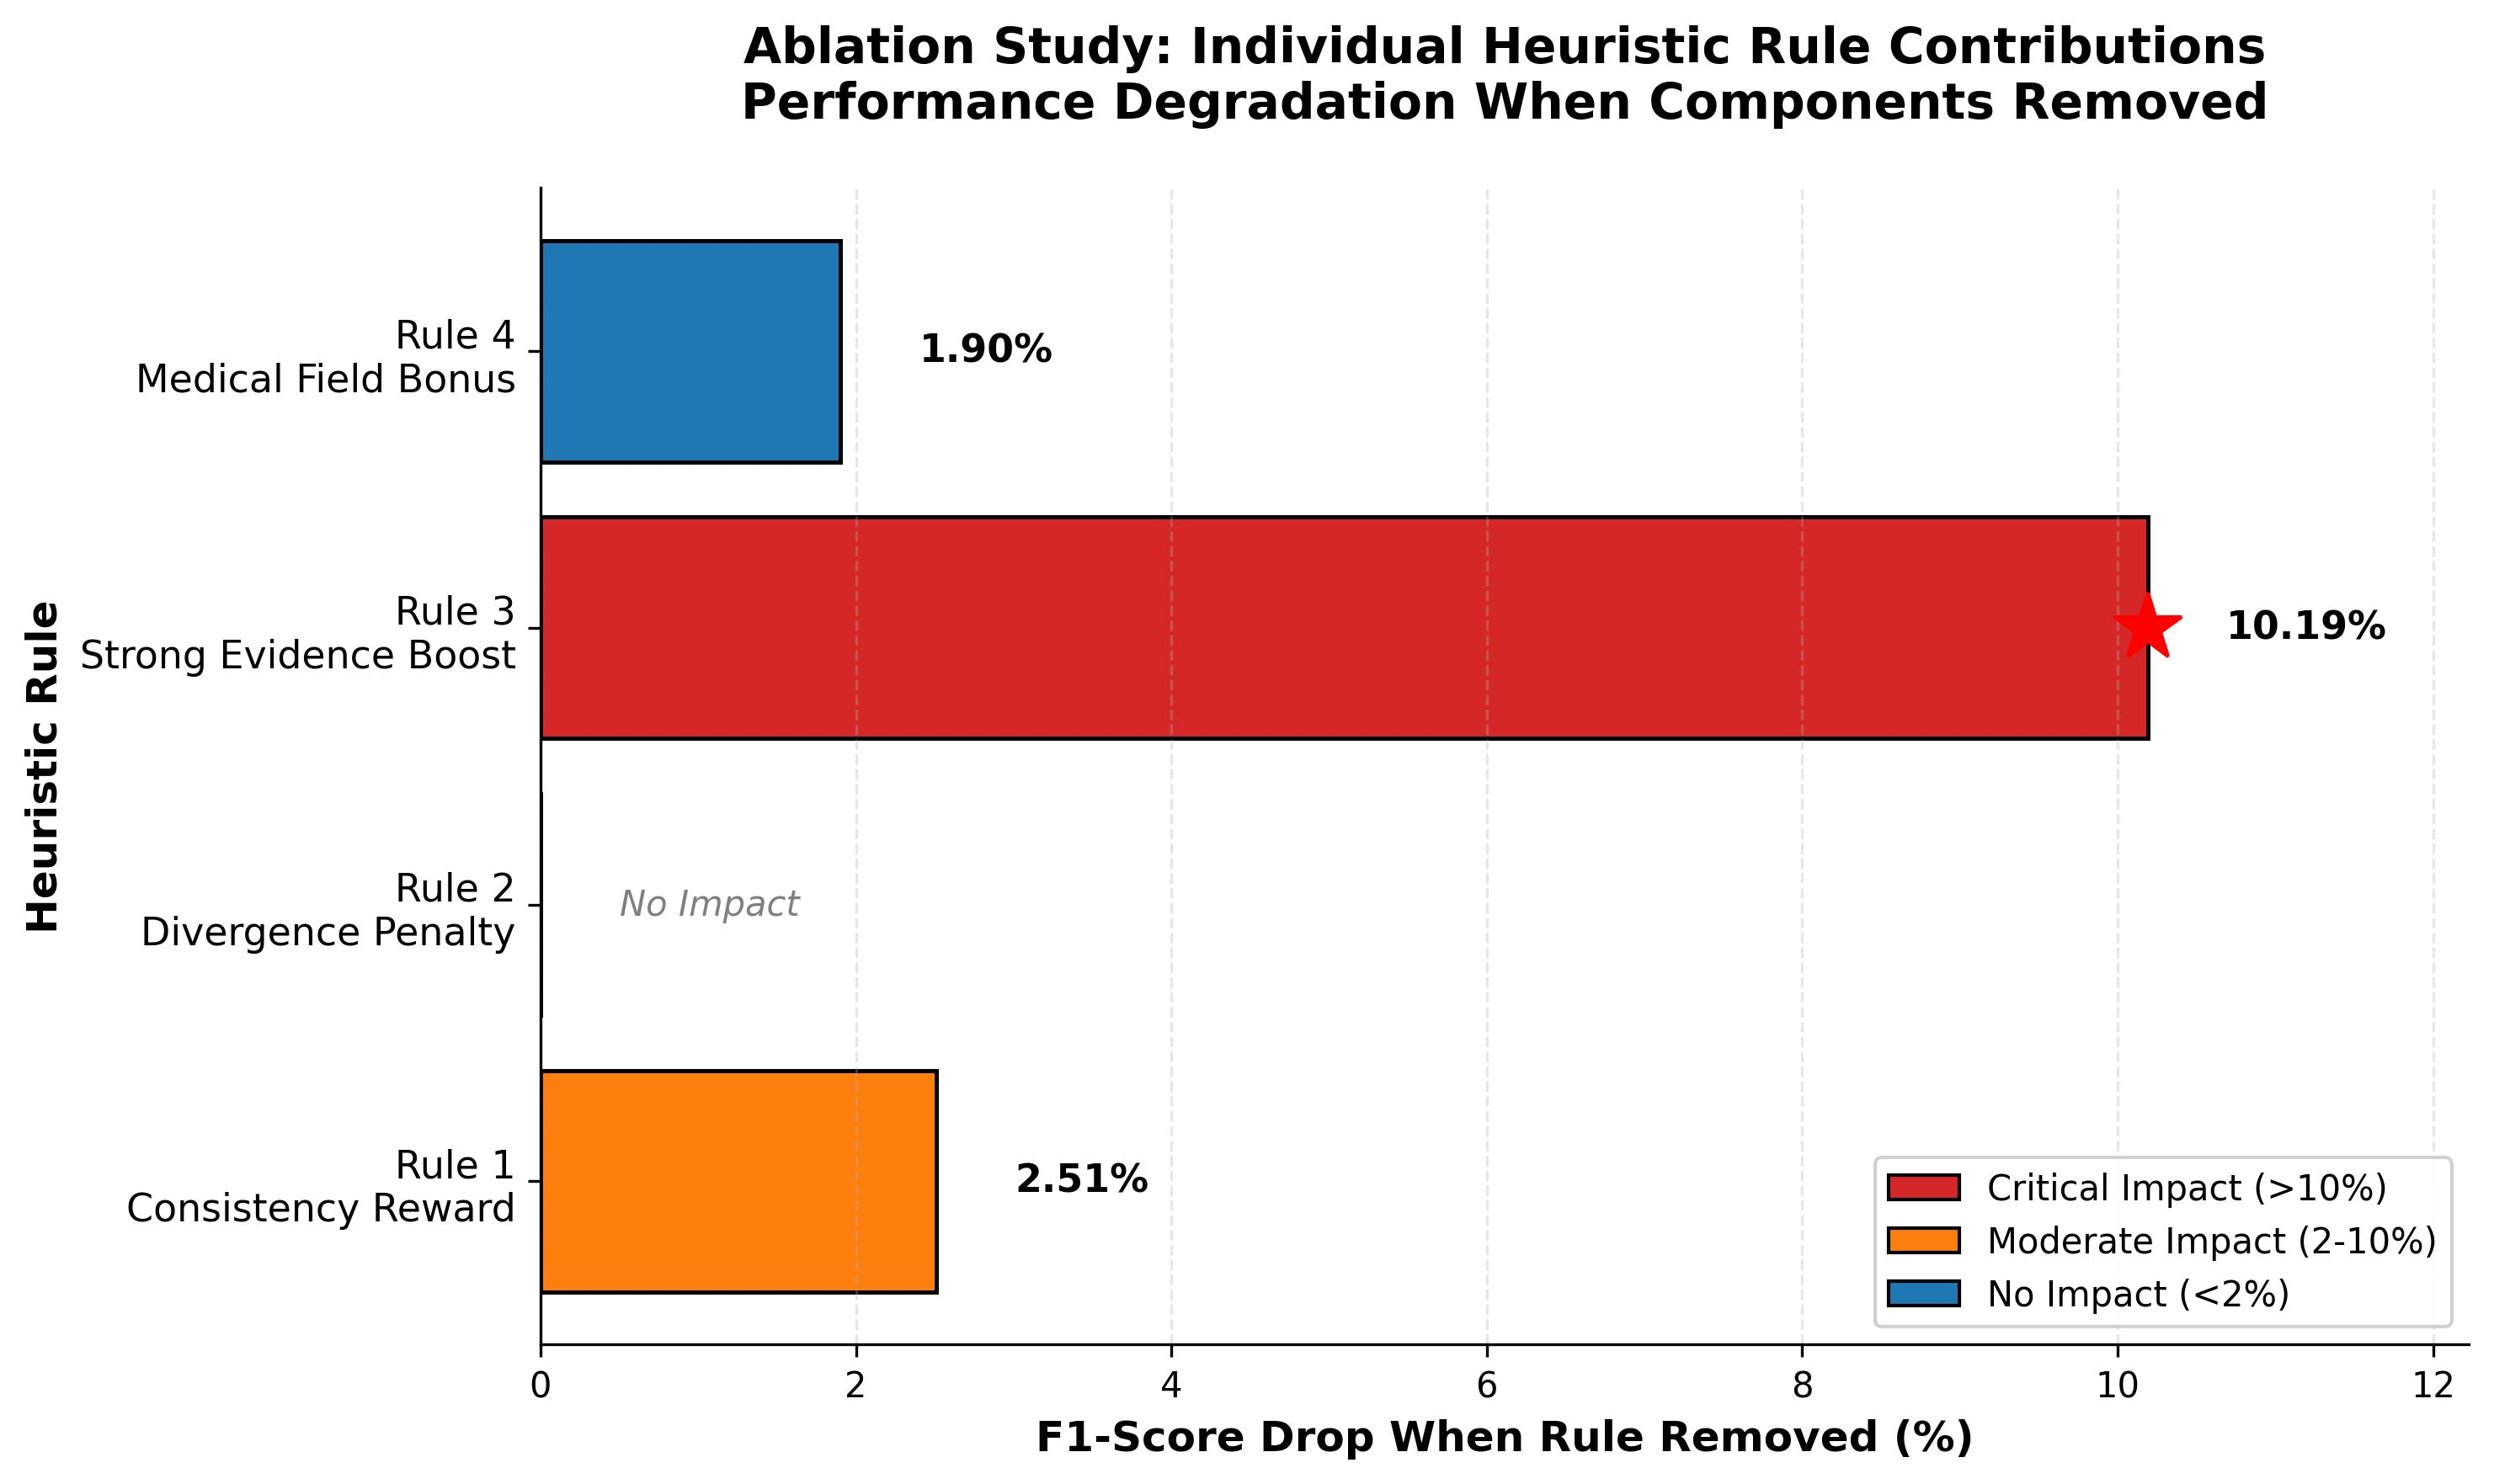 Ablation Study: Individual Heuristic Rule Contributions
Performance Degradation When Components Removed
Heuristic Rule
Rule 4
Medical Field Bonus
1.90%
Rule 3
Strong Evidence Boost
10.19%
Rule 2
Divergence Penalty
No Impact
Rule 1
Consistency Reward
2.51%
Critical Impact (>10%)
Moderate Impact (2-10%)
No Impact (<2%)
0 2 4 6 8 10 12
F1-Score Drop When Rule Removed (%)